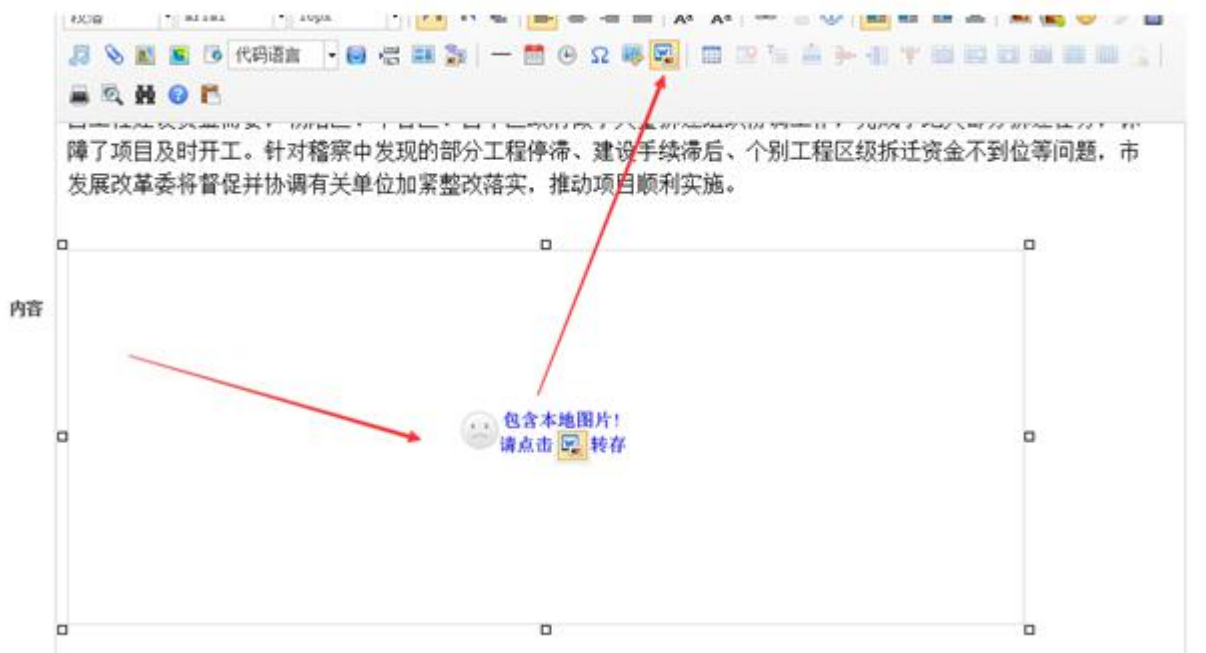 代码语言
Ω
障了项目及时开工。针对稽察中发现的部分工程停滞、建设手续滞后、个别工程区级拆迁资金不到位等问题，市
发展改革委将督促并协调有关单位加紧整改落实，推动项目顺利实施。
内容
包含本地图片!
请点击 转存